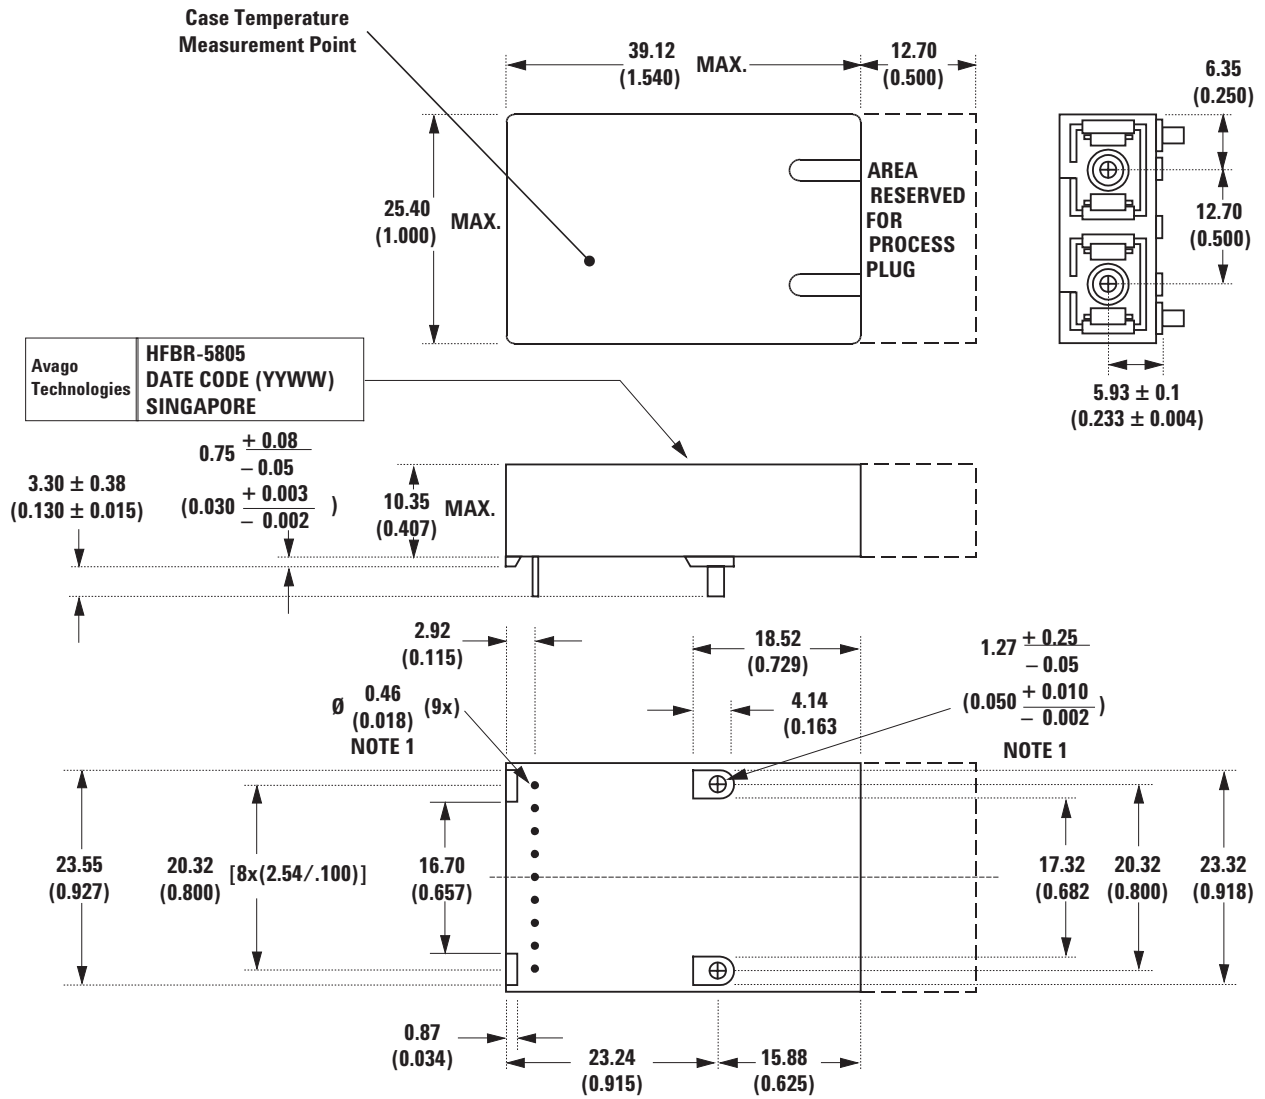 Case Temperature
Measurement Point
39.12
(1.540)
MAX.
12.70
(0.500)
6.35
(0.250)
25.40
(1.000)
MAX.
AREA
RESERVED
FOR
PROCESS
PLUG
12.70
(0.500)
5.93 ± 0.1
(0.233 ± 0.004)
Avago
Technologies
HFBR-5805
DATE CODE (YYWW)
SINGAPORE
0.75 + 0.08
– 0.05
(0.030 + 0.003
– 0.002 )
3.30 ± 0.38
(0.130 ± 0.015)
10.35
(0.407)
MAX.
2.92
(0.115)
18.52
(0.729)
4.14
(0.163
1.27 + 0.25
– 0.05
(0.050 + 0.010
– 0.002 )
NOTE 1
Ø 0.46
(0.018) (9x)
NOTE 1
23.55
(0.927)
20.32
(0.800)
[8x(2.54/.100)]
16.70
(0.657)
17.32
(0.682
20.32
(0.800)
23.32
(0.918)
0.87
(0.034)
23.24
(0.915)
15.88
(0.625)